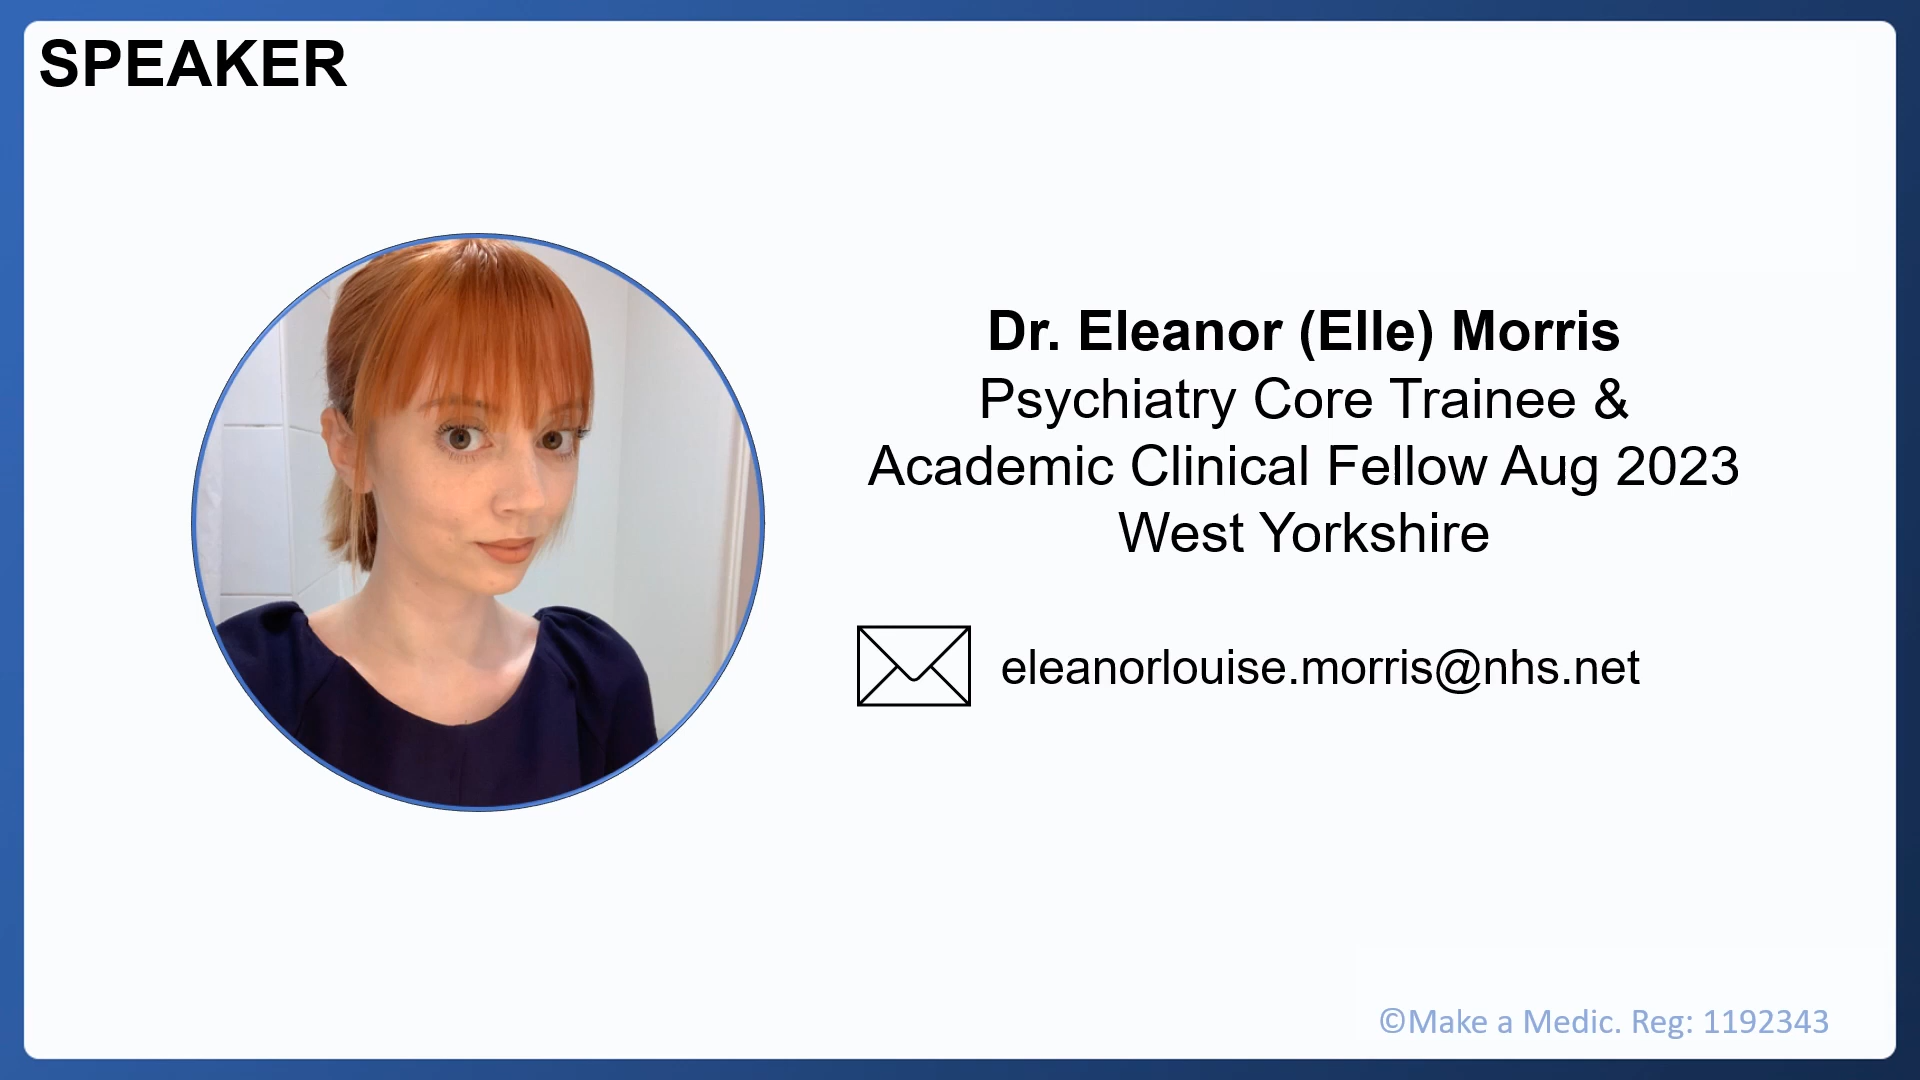 SPEAKER
Dr. Eleanor (Elle) Morris
Psychiatry Core Trainee &
Academic Clinical Fellow Aug 2023
West Yorkshire
eleanorlouise.morris@nhs.net
©Make a Medic. Reg: 1192343